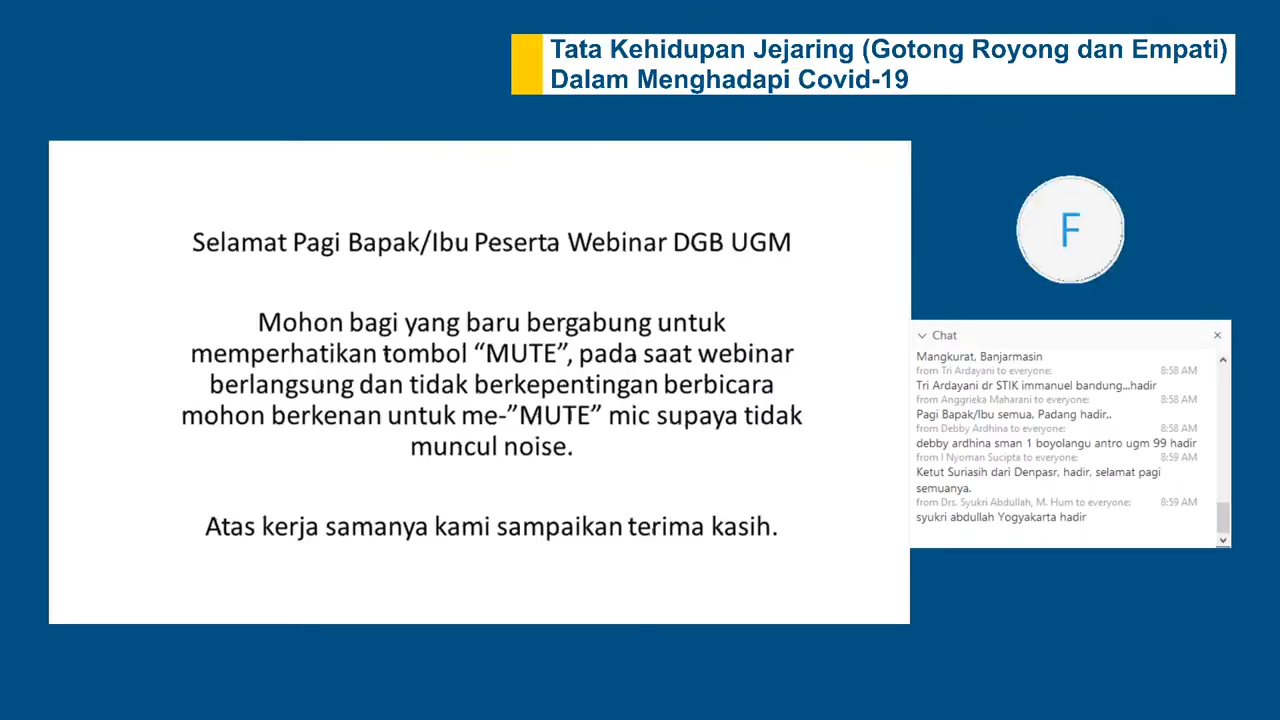 Tata Kehidupan Jejaring (Gotong Royong dan Empati)
Dalam Menghadapi Covid-19
Selamat Pagi Bapak/Ibu Peserta Webinar DGB UGM
Mohon bagi yang baru bergabung untuk
memperhatikan tombol “MUTE”, pada saat webinar
berlangsung dan tidak berkepentingan berbicara
mohon berkenan untuk me-”MUTE” mic supaya tidak
muncul noise.
Atas kerja samanya kami sampaikan terima kasih.
F
Chat
Mangkurat, Banjarmasin
from Tri Ardayani to everyone: 8:58 AM
Tri Ardayani dr STIK immanuel bandung...hadir
from Anggrieka Maharani to everyone: 8:58 AM
Pagi Bapak/Ibu semua, Padang hadir,.
from Debby Ardhina to everyone: 8:58 AM
debby ardhina sman 1 boyolangu antro ugm 99 hadir
from I Nyoman Sucipta to everyone: 8:59 AM
Ketut Suriasih dari Denpasr, hadir, selamat pagi
semuanya.
from Drs. Syukri Abdullah, M. Hum to everyone: 8:59 AM
syukri abdullah Yogyakarta hadir